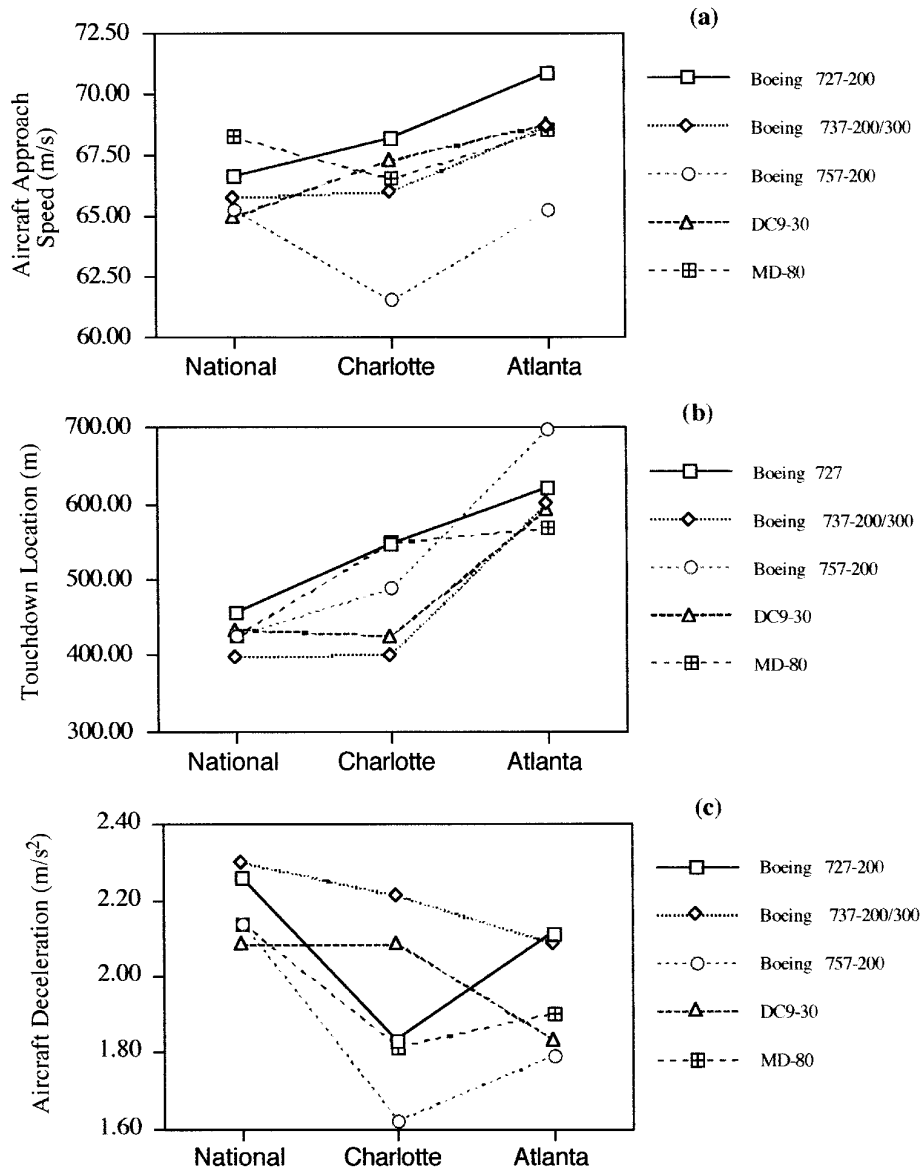 (a)
72.50
70.00
67.50
65.00
62.50
60.00
Aircraft Approach
Speed (m/s)
National Charlotte Atlanta
Boeing 727-200
Boeing 737-200/300
Boeing 757-200
DC9-30
MD-80
(b)
700.00
600.00
500.00
400.00
300.00
Touchdown Location (m)
National Charlotte Atlanta
Boeing 727
Boeing 737-200/300
Boeing 757-200
DC9-30
MD-80
(c)
2.40
2.20
2.00
1.80
1.60
Aircraft Deceleration (m/s²)
National Charlotte Atlanta
Boeing 727-200
Boeing 737-200/300
Boeing 757-200
DC9-30
MD-80